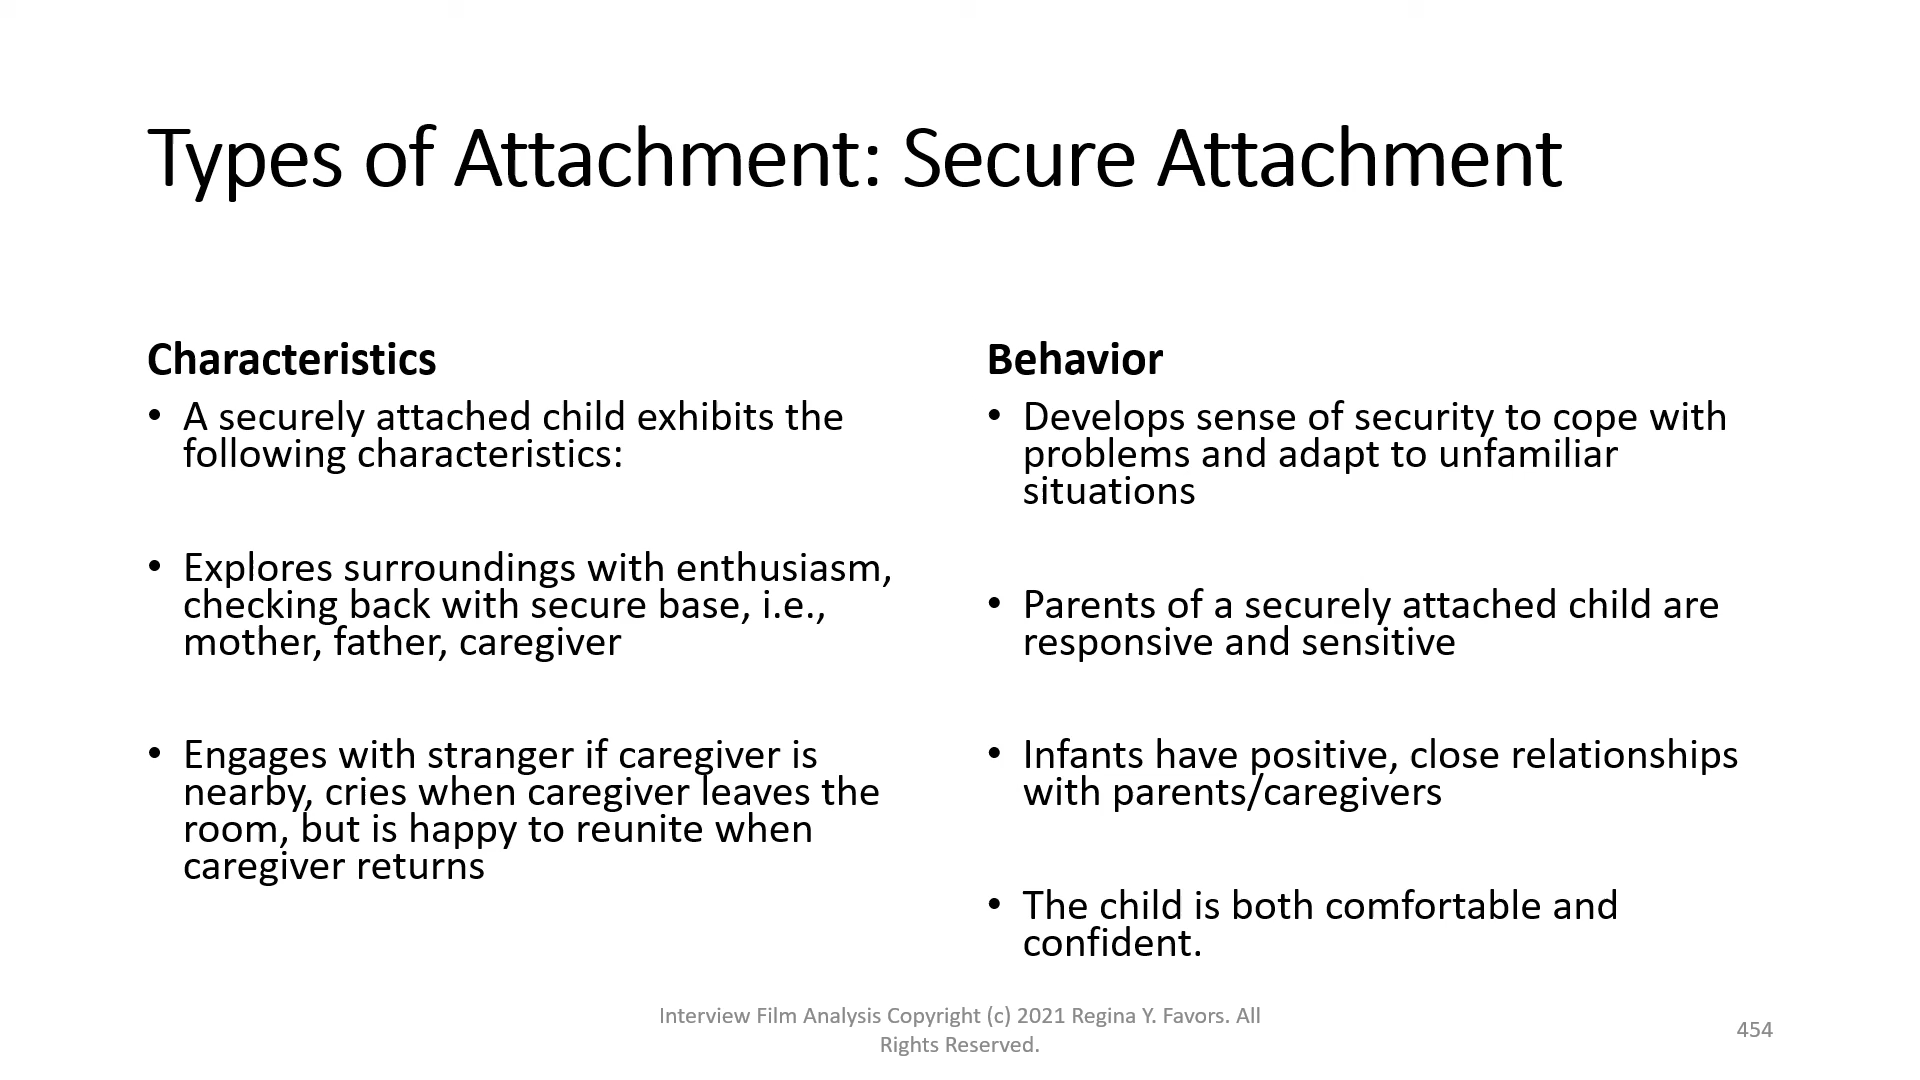 Types of Attachment: Secure Attachment
Characteristics
• A securely attached child exhibits the
following characteristics:
• Explores surroundings with enthusiasm,
checking back with secure base, i.e.,
mother, father, caregiver
• Engages with stranger if caregiver is
nearby, cries when caregiver leaves the
room, but is happy to reunite when
caregiver returns
Behavior
• Develops sense of security to cope with
problems and adapt to unfamiliar
situations
• Parents of a securely attached child are
responsive and sensitive
• Infants have positive, close relationships
with parents/caregivers
• The child is both comfortable and
confident.
Interview Film Analysis Copyright (c) 2021 Regina Y. Favors. All
Rights Reserved.
454